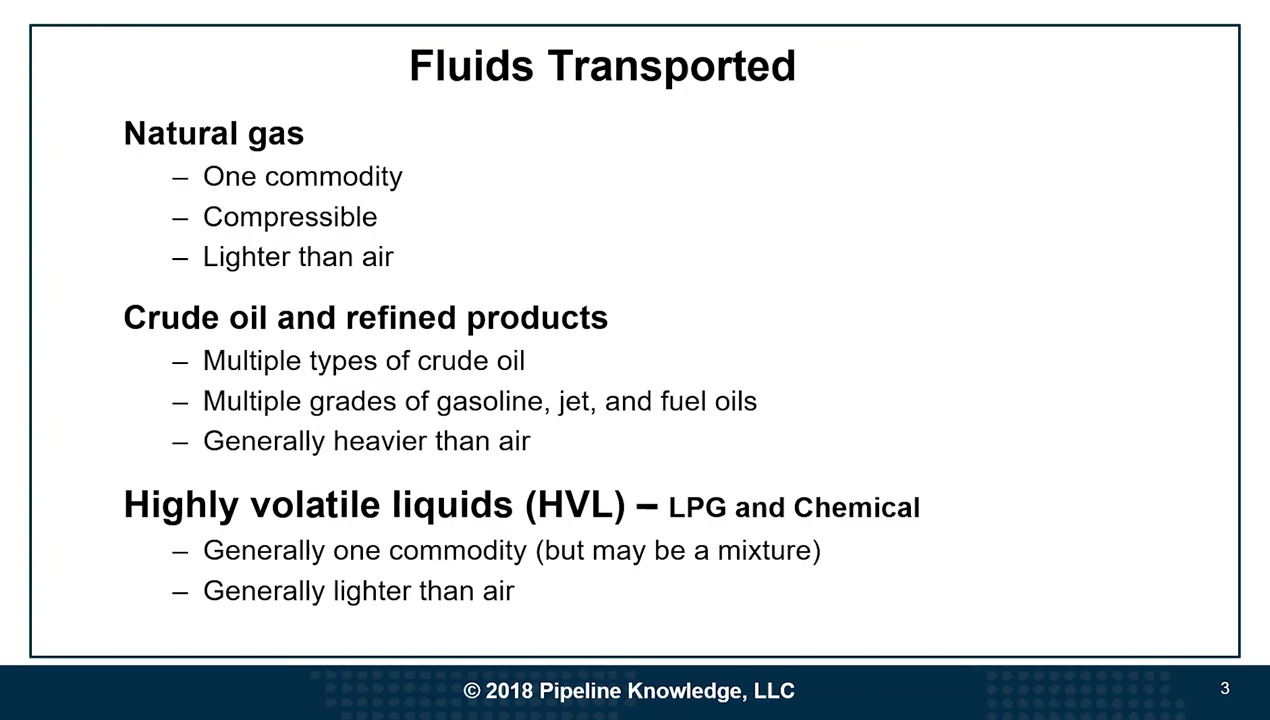 Fluids Transported
Natural gas
– One commodity
– Compressible
– Lighter than air
Crude oil and refined products
– Multiple types of crude oil
– Multiple grades of gasoline, jet, and fuel oils
– Generally heavier than air
Highly volatile liquids (HVL) – LPG and Chemical
– Generally one commodity (but may be a mixture)
– Generally lighter than air
© 2018 Pipeline Knowledge, LLC
3